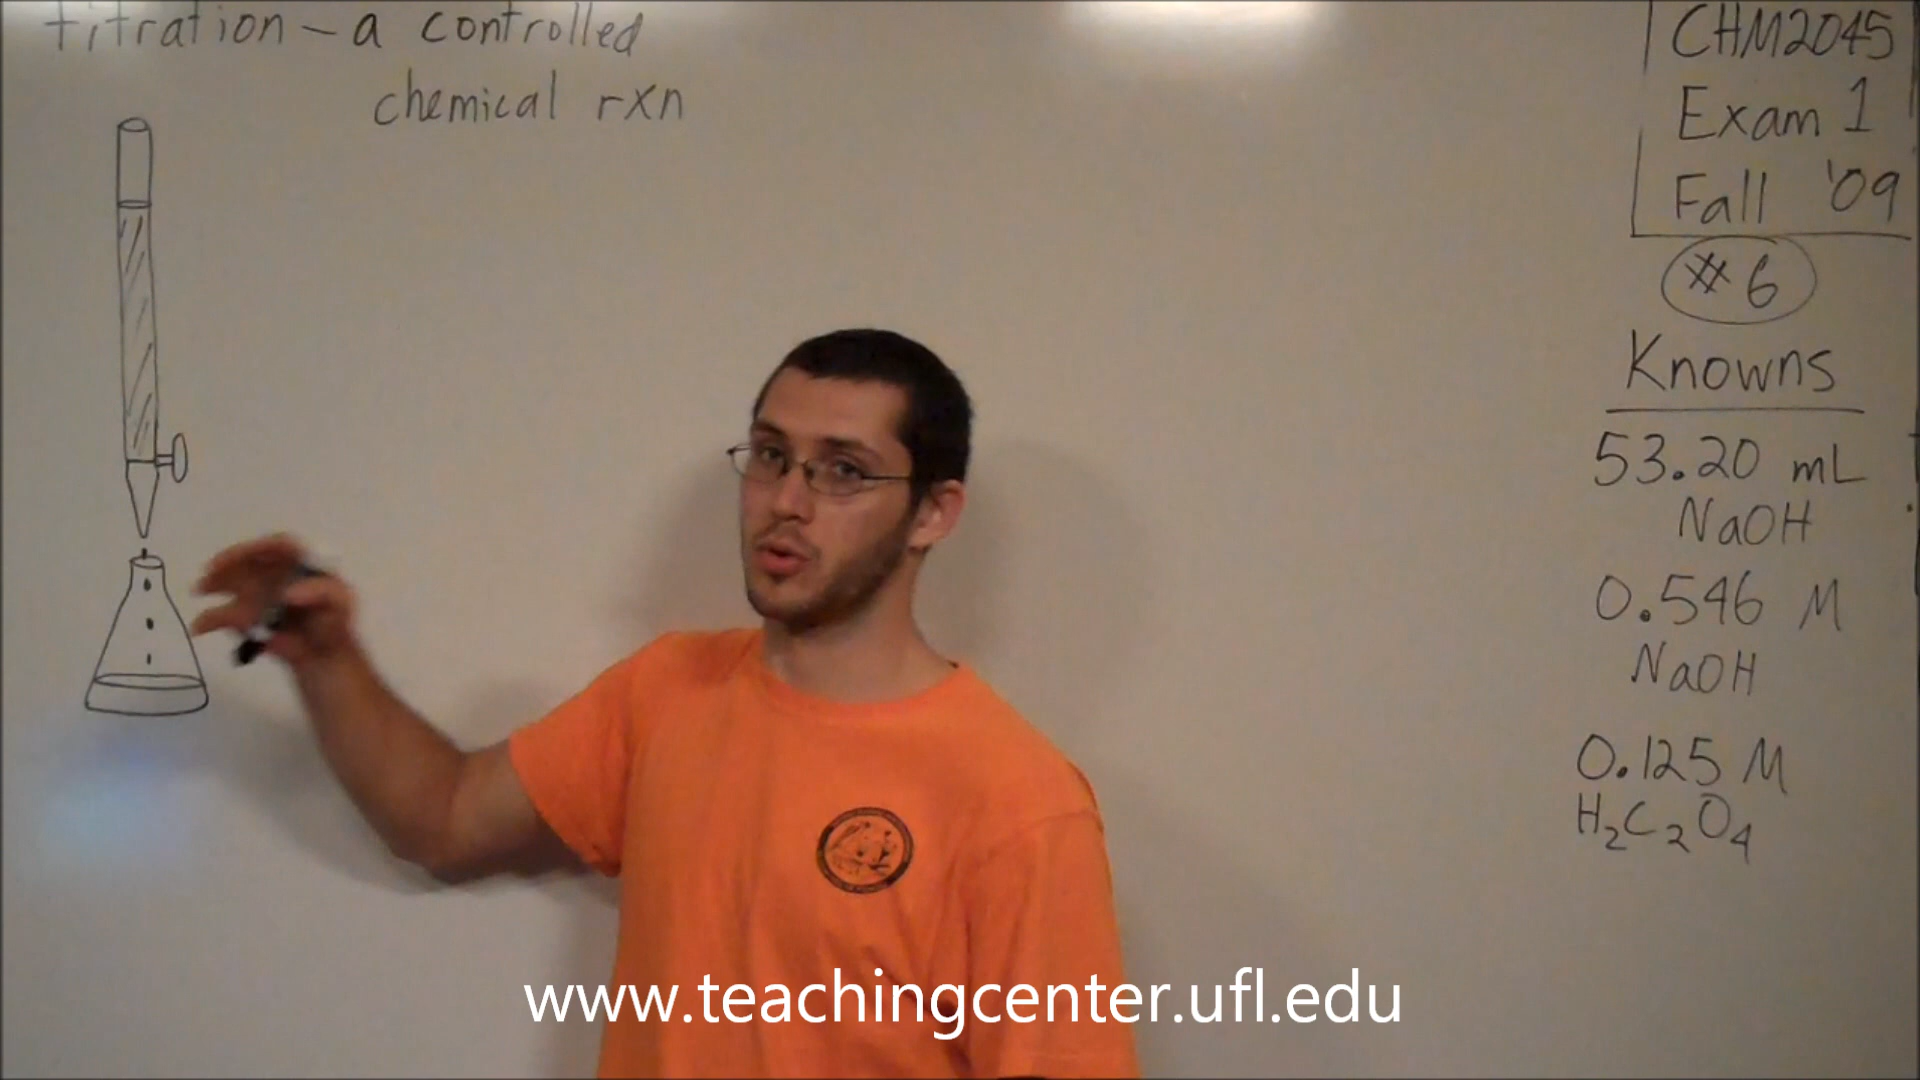 titration - a controlled
chemical rxn
CHM2045
Exam 1
Fall '09
#6
Knowns
53.20 mL
NaOH
0.546 M
NaOH
0.125 M
H₂C₂O₄
www.teachingcenter.ufl.edu